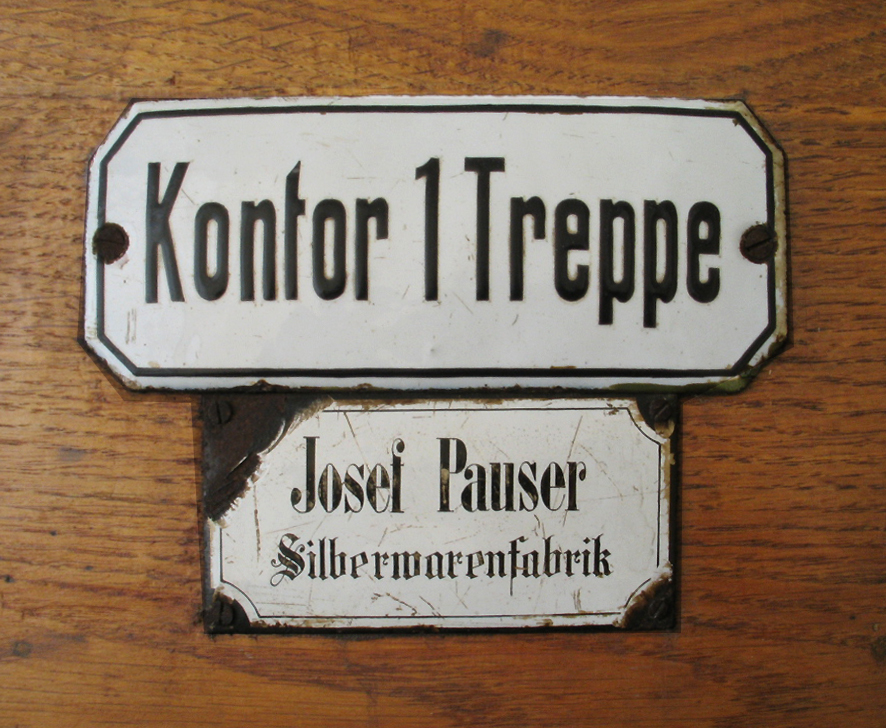 Kontor 1 Treppe
Josef Pauser
Silberwarenfabrik